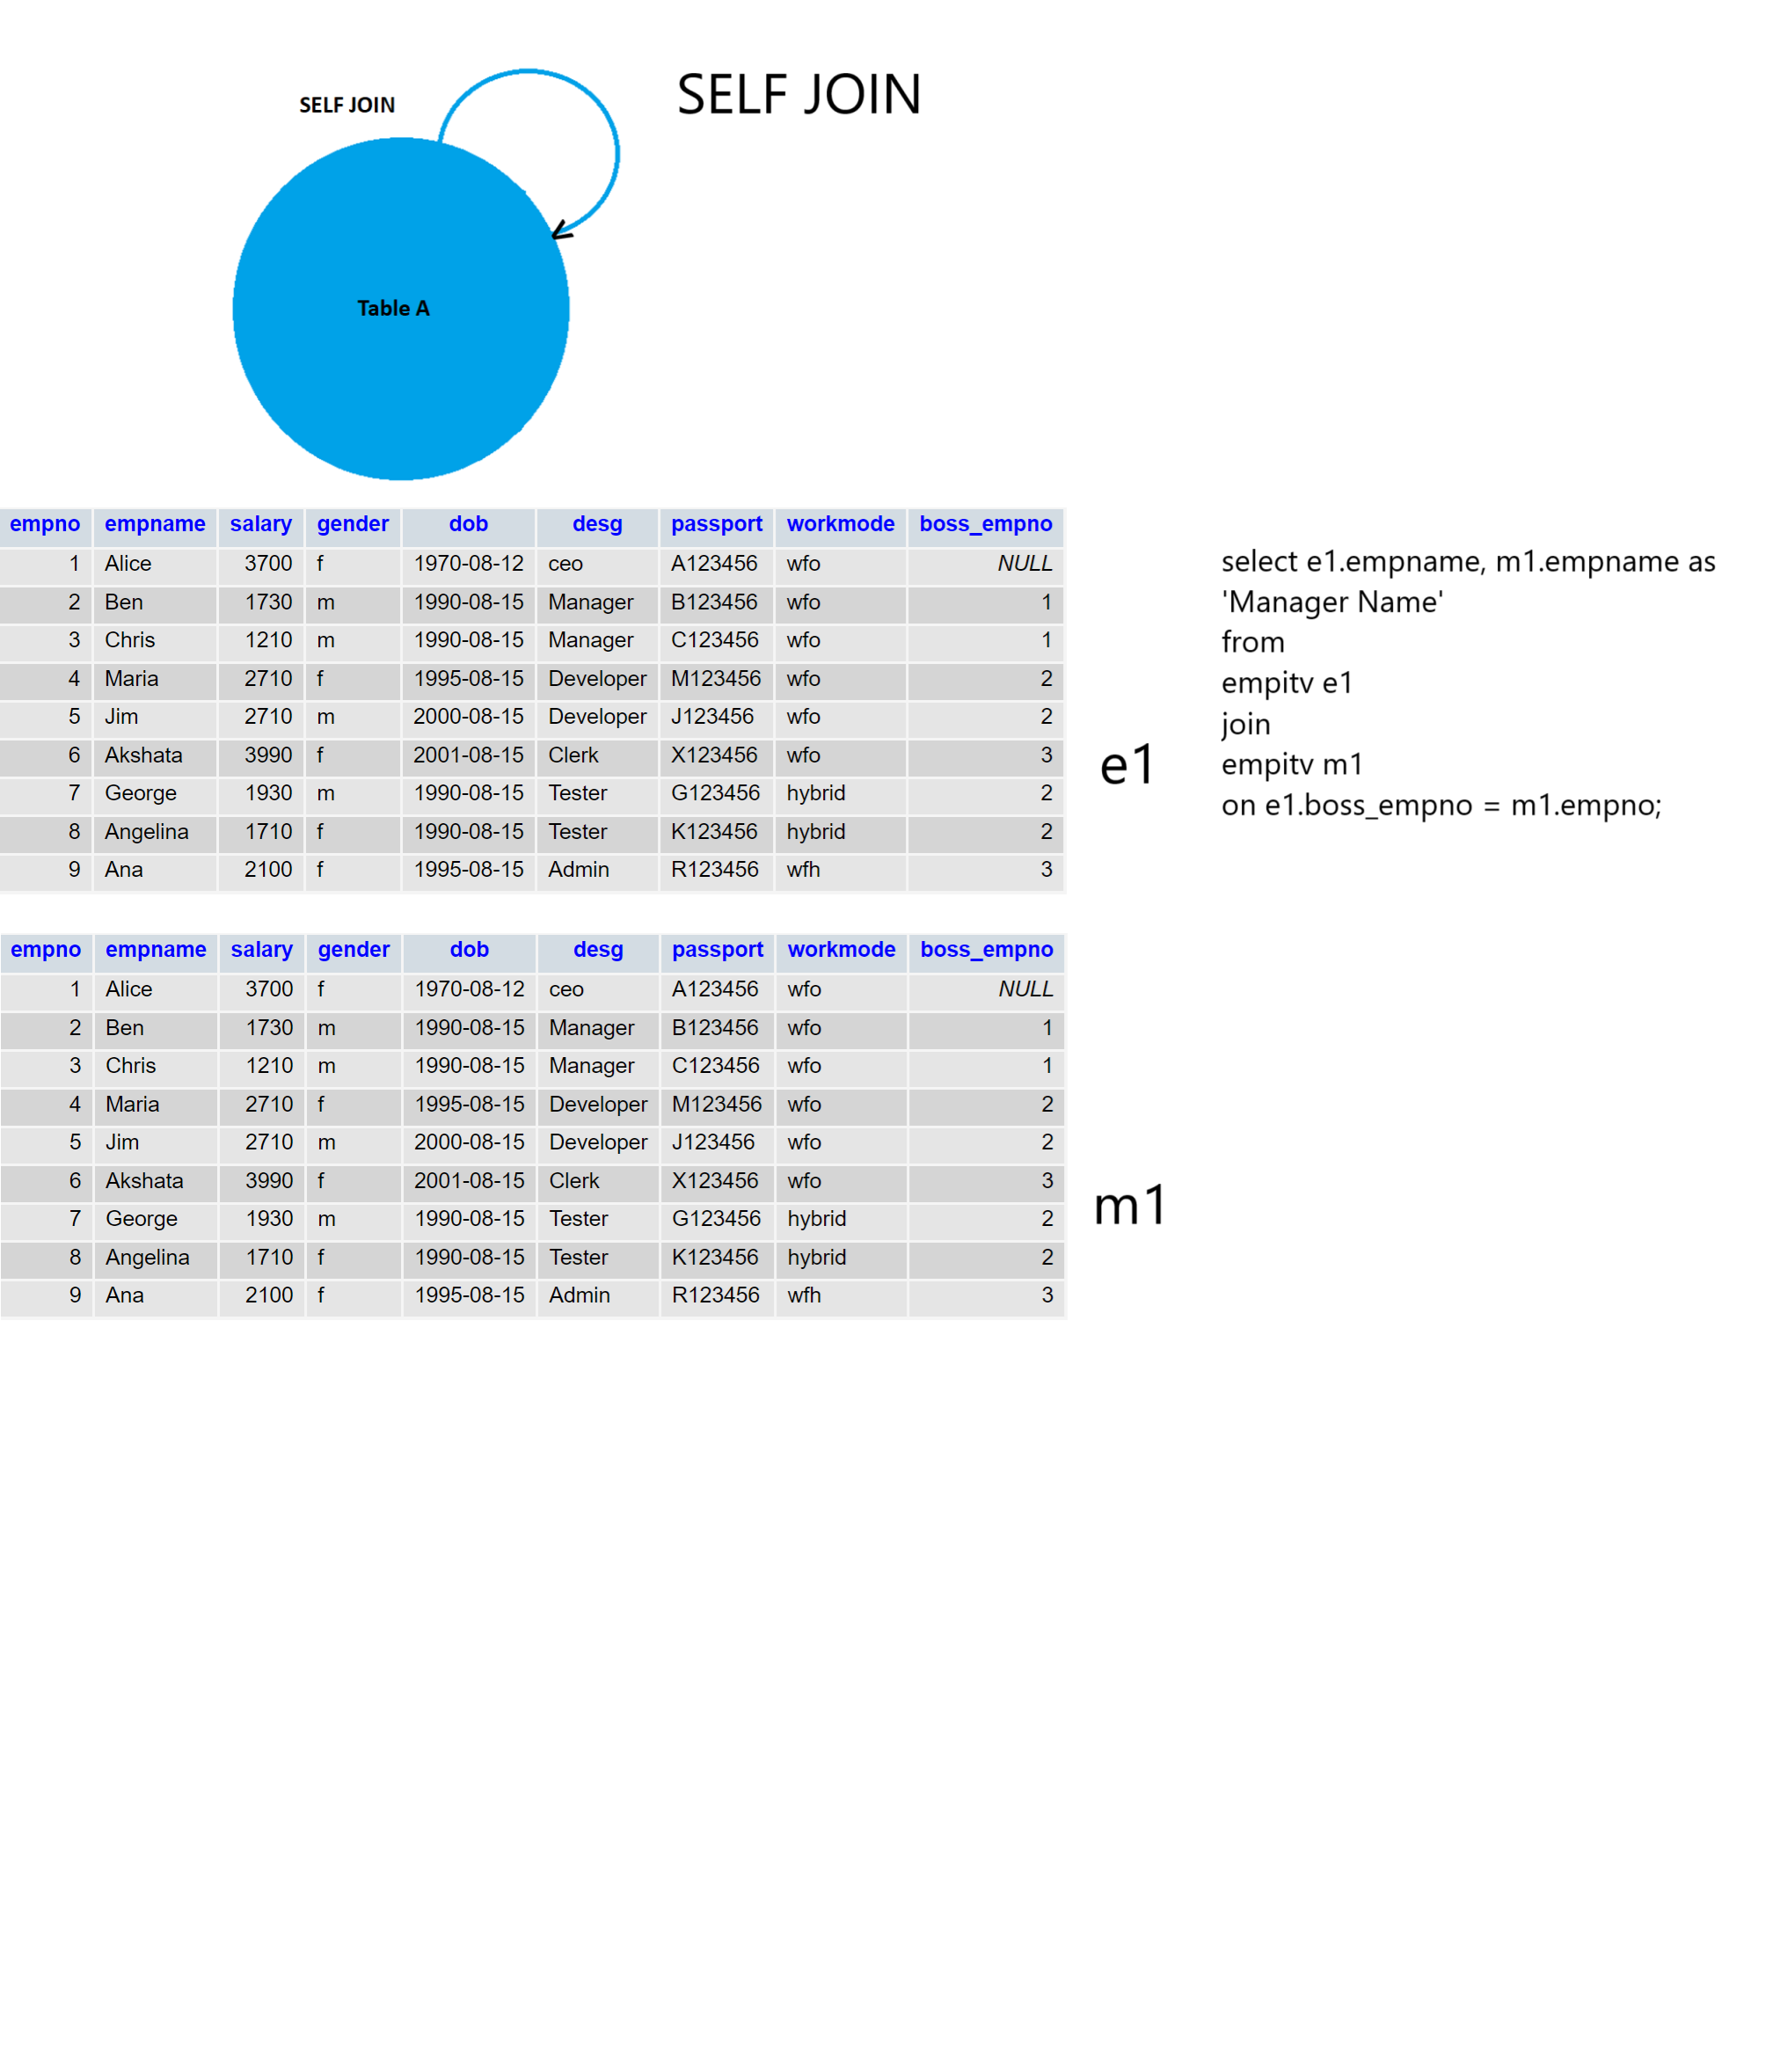 SELF JOIN
SELF JOIN
Table A
empno empname salary gender dob desg passport workmode boss_empno
1 Alice 3700 f 1970-08-12 ceo A123456 wfo NULL
2 Ben 1730 m 1990-08-15 Manager B123456 wfo 1
3 Chris 1210 m 1990-08-15 Manager C123456 wfo 1
4 Maria 2710 f 1995-08-15 Developer M123456 wfo 2
5 Jim 2710 m 2000-08-15 Developer J123456 wfo 2
6 Akshata 3990 f 2001-08-15 Clerk X123456 wfo 3
7 George 1930 m 1990-08-15 Tester G123456 hybrid 2
8 Angelina 1710 f 1990-08-15 Tester K123456 hybrid 2
9 Ana 2100 f 1995-08-15 Admin R123456 wfh 3
e1
select e1.empname, m1.empname as
'Manager Name'
from
empitv e1
join
empitv m1
on e1.boss_empno = m1.empno;
empno empname salary gender dob desg passport workmode boss_empno
1 Alice 3700 f 1970-08-12 ceo A123456 wfo NULL
2 Ben 1730 m 1990-08-15 Manager B123456 wfo 1
3 Chris 1210 m 1990-08-15 Manager C123456 wfo 1
4 Maria 2710 f 1995-08-15 Developer M123456 wfo 2
5 Jim 2710 m 2000-08-15 Developer J123456 wfo 2
6 Akshata 3990 f 2001-08-15 Clerk X123456 wfo 3
7 George 1930 m 1990-08-15 Tester G123456 hybrid 2
8 Angelina 1710 f 1990-08-15 Tester K123456 hybrid 2
9 Ana 2100 f 1995-08-15 Admin R123456 wfh 3
m1